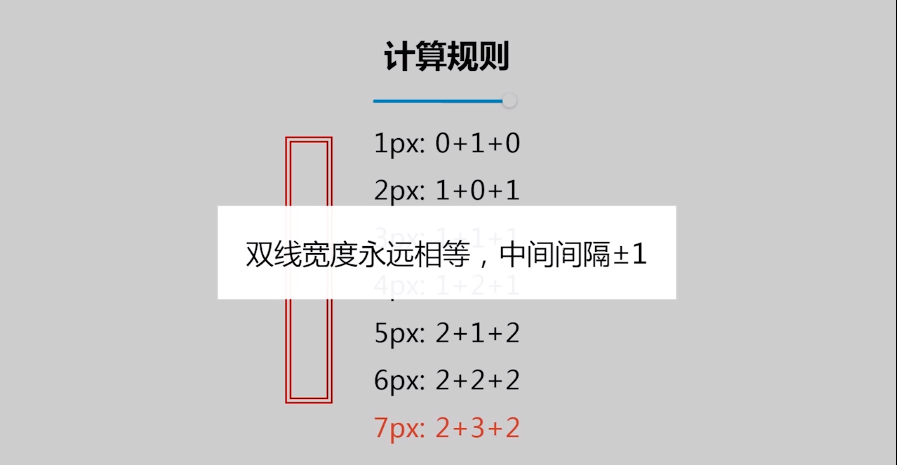 计算规则
1px: 0+1+0
2px: 1+0+1
3px: 1+1+1
双线宽度永远相等，中间间隔±1
4px: 1+2+1
5px: 2+1+2
6px: 2+2+2
7px: 2+3+2